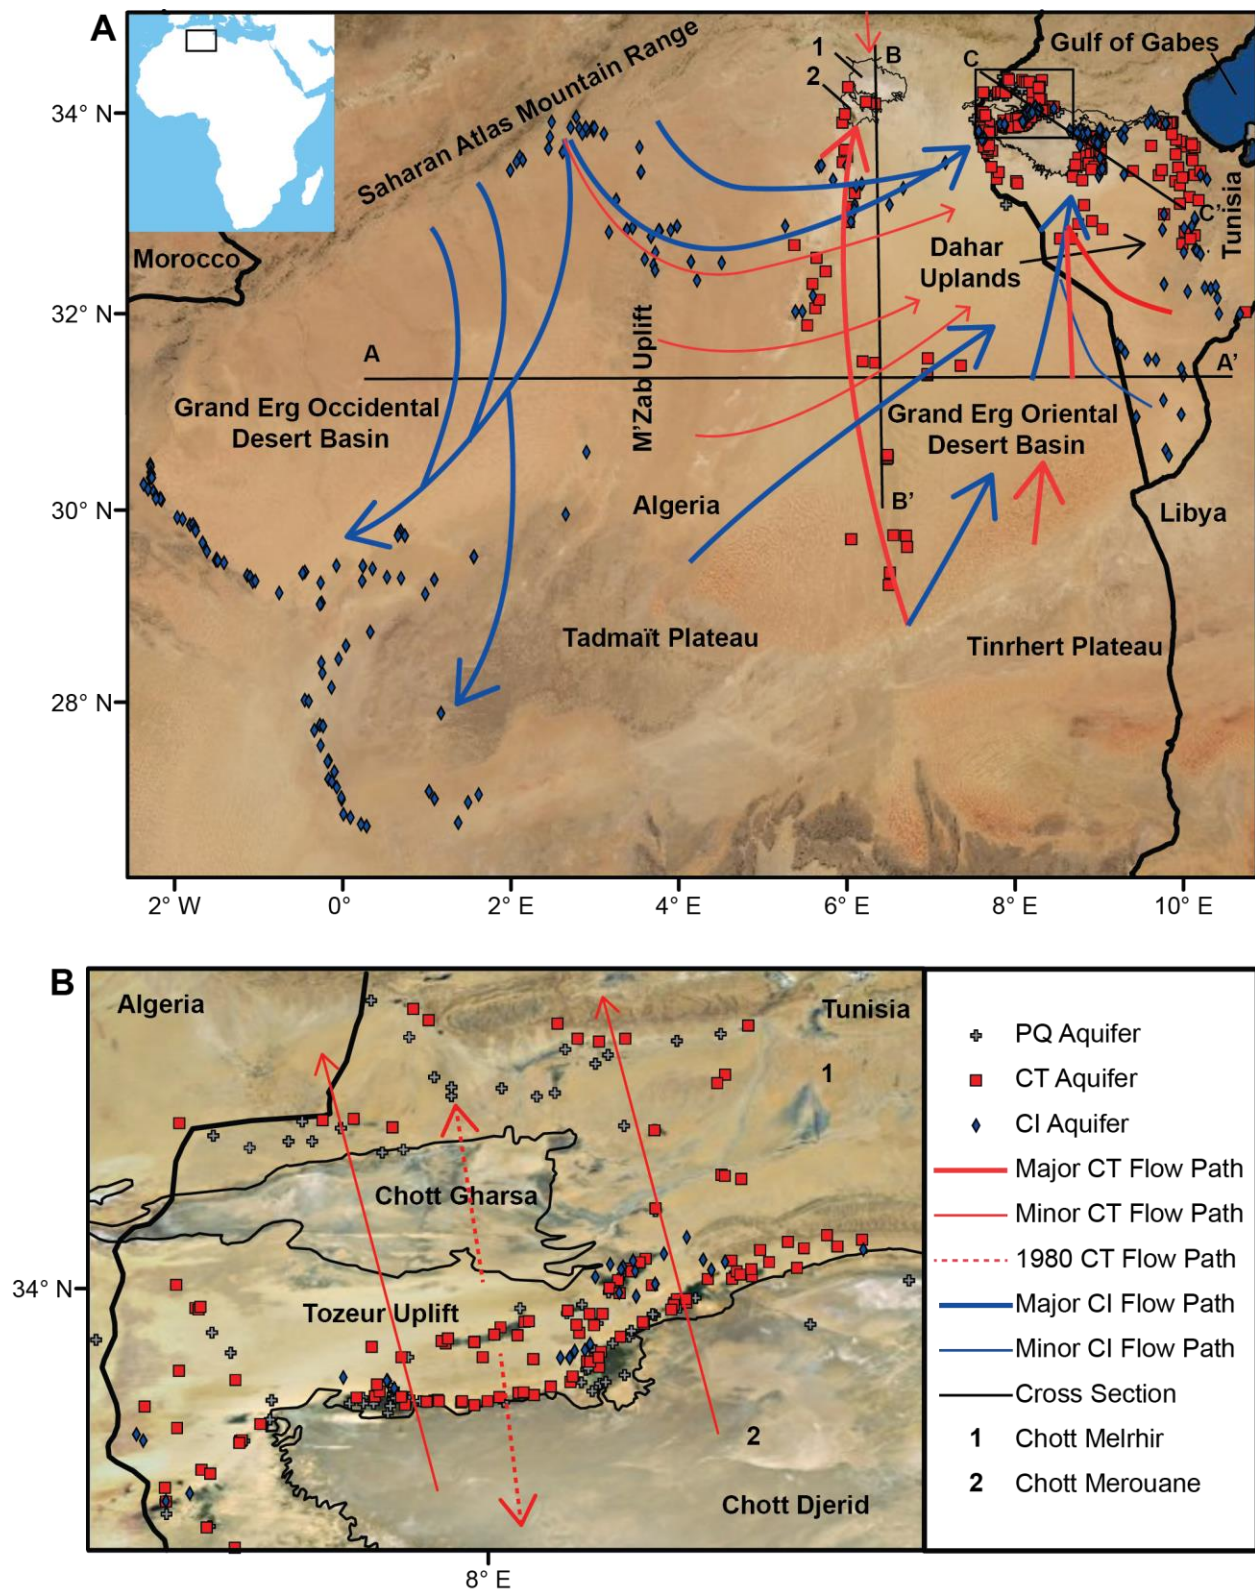 A
Saharan Atlas Mountain Range
1
2
B
C
Gulf of Gabes
34° N
Morocco
Tunisia
C'
Dahar
Uplands
32° N
M'Zab Uplift
A
A'
Grand Erg Occidental
Desert Basin
Grand Erg Oriental
Desert Basin
Algeria
B'
30° N
Libya
Tadmaït Plateau
Tinrhert Plateau
28° N
2° W
0°
2° E
4° E
6° E
8° E
10° E
B
Algeria
Tunisia
1
Chott Gharsa
34° N
Tozeur Uplift
2
Chott Djerid
8° E
PQ Aquifer
CT Aquifer
CI Aquifer
Major CT Flow Path
Minor CT Flow Path
1980 CT Flow Path
Major CI Flow Path
Minor CI Flow Path
Cross Section
1 Chott Melrhir
2 Chott Merouane